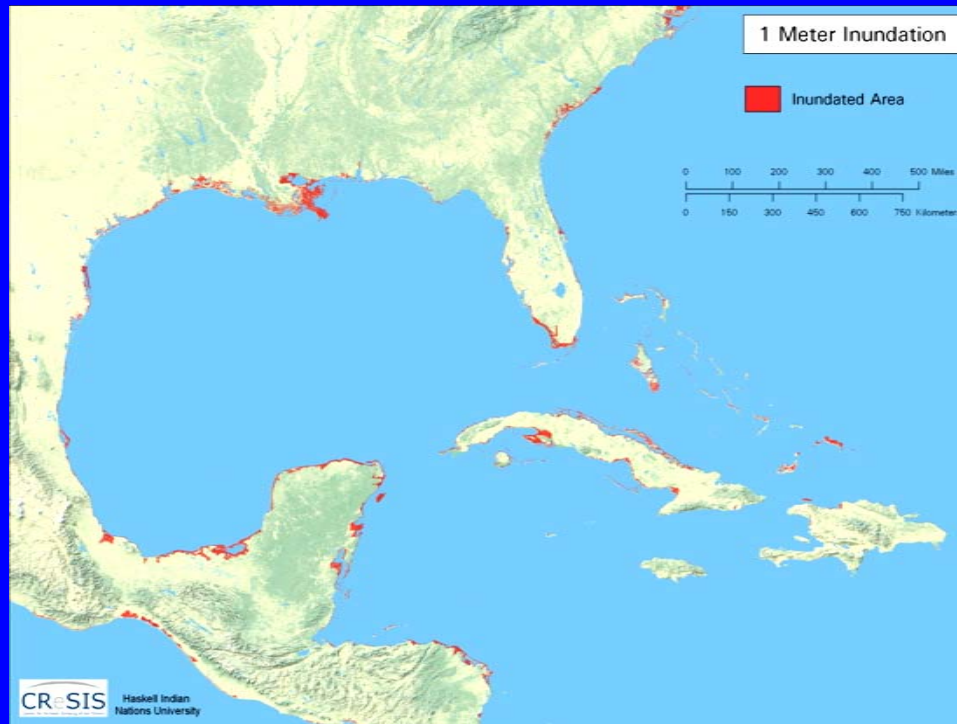 1 Meter Inundation
Inundated Area
0 100 200 300 400 500 Miles
0 150 300 450 600 750 Kilometer
CReSIS
Haskell Indian
Nations University